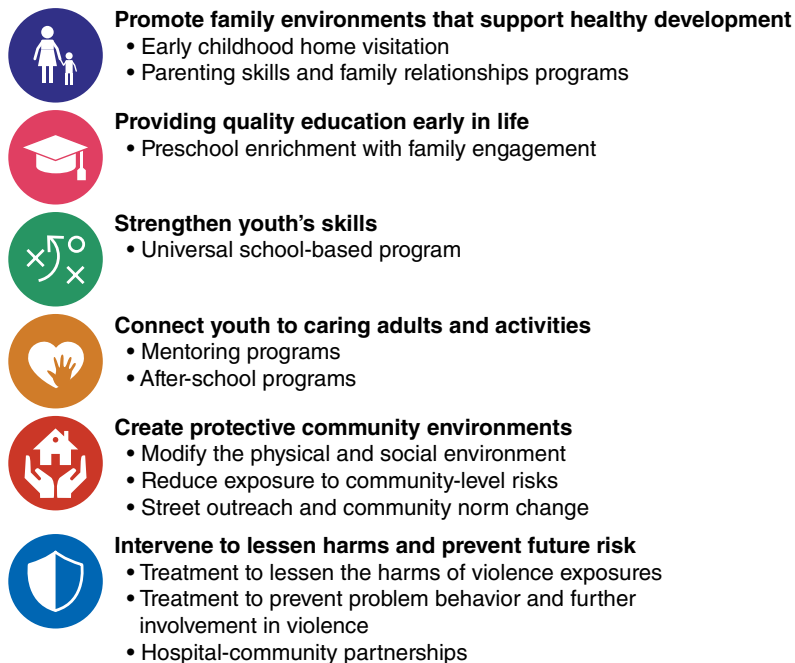 Promote family environments that support healthy development
• Early childhood home visitation
• Parenting skills and family relationships programs
Providing quality education early in life
• Preschool enrichment with family engagement
Strengthen youth’s skills
• Universal school-based program
Connect youth to caring adults and activities
• Mentoring programs
• After-school programs
Create protective community environments
• Modify the physical and social environment
• Reduce exposure to community-level risks
• Street outreach and community norm change
Intervene to lessen harms and prevent future risk
• Treatment to lessen the harms of violence exposures
• Treatment to prevent problem behavior and further
involvement in violence
• Hospital-community partnerships